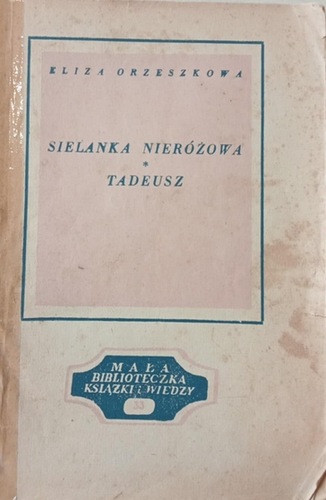 ELIZA ORZESZKOWA
SIELANKA NIERÓŻOWA
*
TADEUSZ
MAŁA
BIBLIOTECZKA
KSIĄŻKI i WIEDZY
33